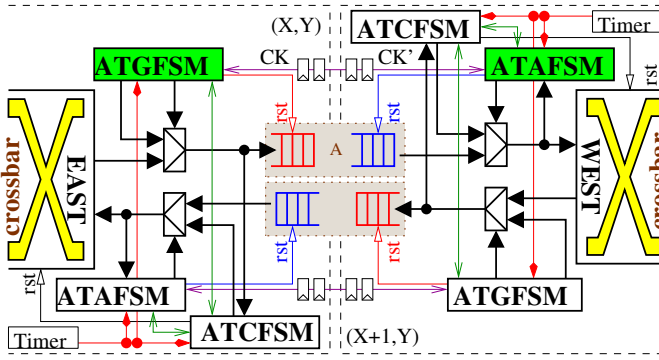 (X,Y)
ATCFSM
Timer
ATGFSM
CK
CK'
ATAFSM
rst
rst
rst
rst
crossbar
EAST
A
WEST
crossbar
rst
rst
rst
ATAFSM
ATGFSM
Timer
ATCFSM
(X+1,Y)